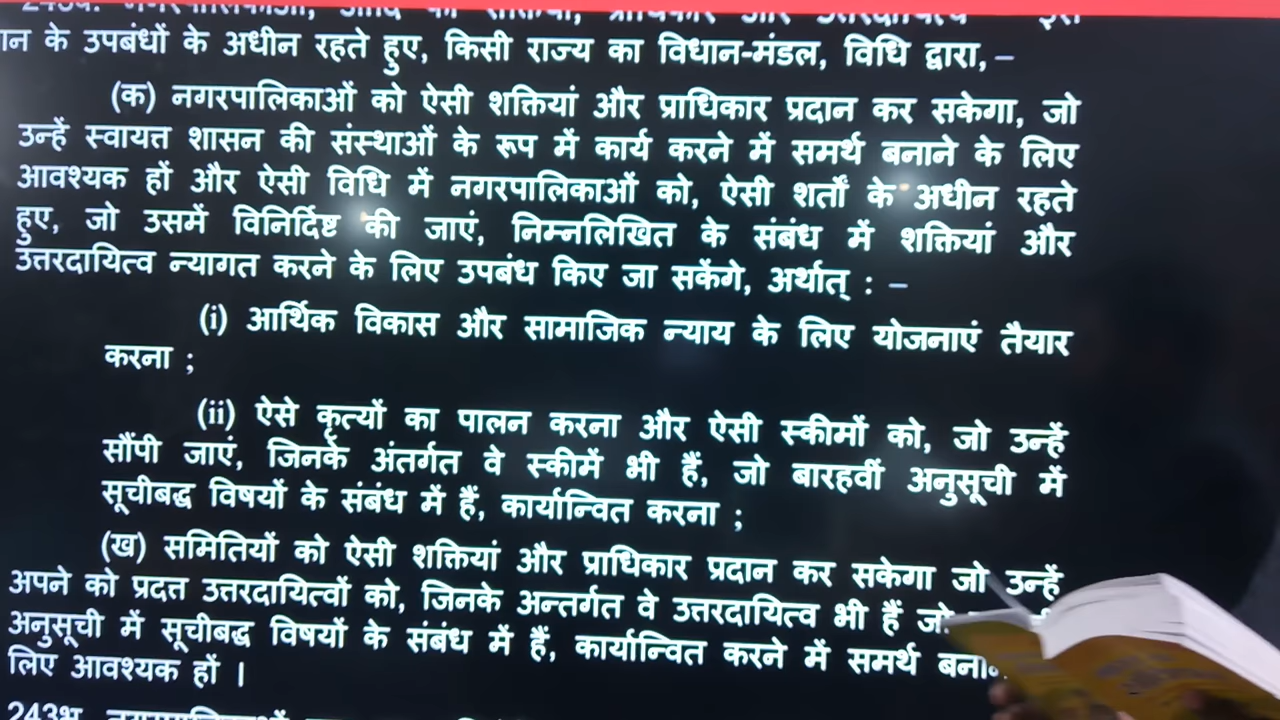 के उपबंधों के अधीन रहते हुए, किसी राज्य का विधान-मंडल, विधि द्वारा, –
(क) नगरपालिकाओं को ऐसी शक्तियां और प्राधिकार प्रदान कर सकेगा, जो
उन्हें स्वायत्त शासन की संस्थाओं के रूप में कार्य करने में समर्थ बनाने के लिए
आवश्यक हों और ऐसी विधि में नगरपालिकाओं को, ऐसी शर्तों के अधीन रहते
हुए, जो उसमें विनिर्दिष्ट की जाएं, निम्नलिखित के संबंध में शक्तियां और
उत्तरदायित्व न्यागत करने के लिए उपबंध किए जा सकेंगे, अर्थात् : –
(i) आर्थिक विकास और सामाजिक न्याय के लिए योजनाएं तैयार
करना ;
(ii) ऐसे कृत्यों का पालन करना और ऐसी स्कीमों को, जो उन्हें
सौंपी जाएं, जिनके अंतर्गत वे स्कीमें भी हैं, जो बारहवीं अनुसूची में
सूचीबद्ध विषयों के संबंध में हैं, कार्यान्वित करना ;
(ख) समितियों को ऐसी शक्तियां और प्राधिकार प्रदान कर सकेगा जो उन्हें
अपने को प्रदत्त उत्तरदायित्वों को, जिनके अन्तर्गत वे उत्तरदायित्व भी हैं जो
अनुसूची में सूचीबद्ध विषयों के संबंध में हैं, कार्यान्वित करने में समर्थ
लिए आवश्यक हों ।